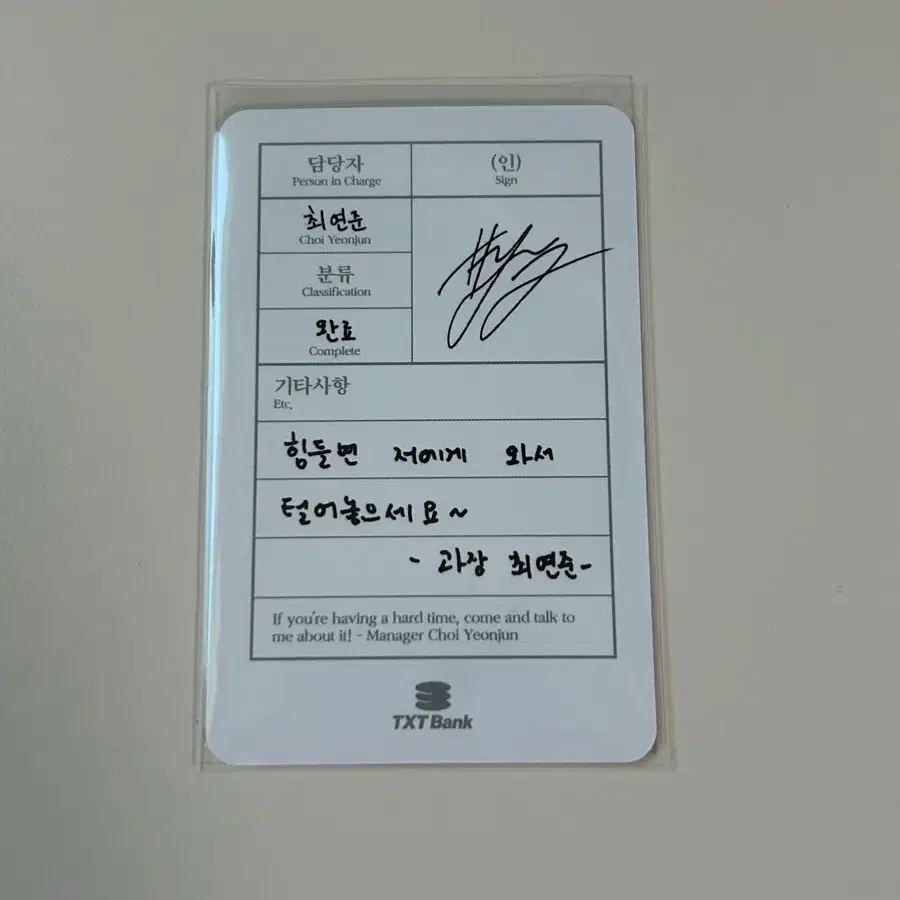 담당자
Person in Charge
(인)
Sign
최연준
Choi Yeonjun
분류
Classification
완료
Complete
기타사항
Etc.
힘들면 저에게 와서
털어놓으세요~
- 과장 최연준-
If you're having a hard time, come and talk to
me about it! - Manager Choi Yeonjun
TXT Bank